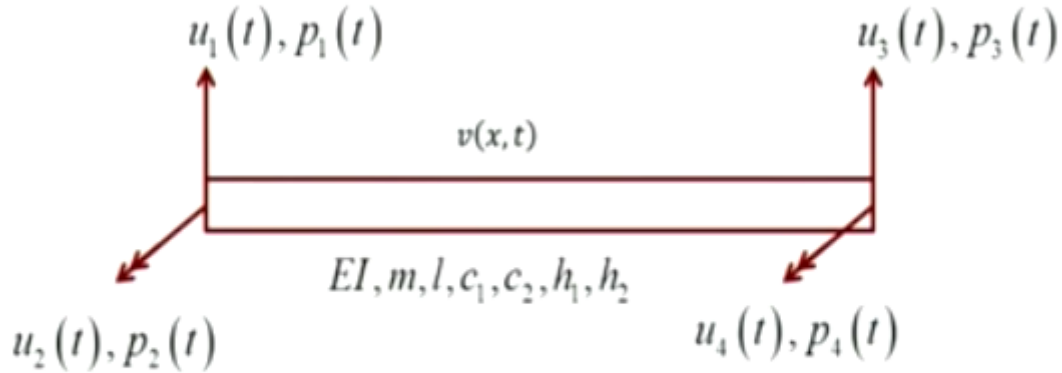 u₁(t), p₁(t)
u₃(t), p₃(t)
v(x, t)
EI, m, l, c₁, c₂, h₁, h₂
u₂(t), p₂(t)
u₄(t), p₄(t)